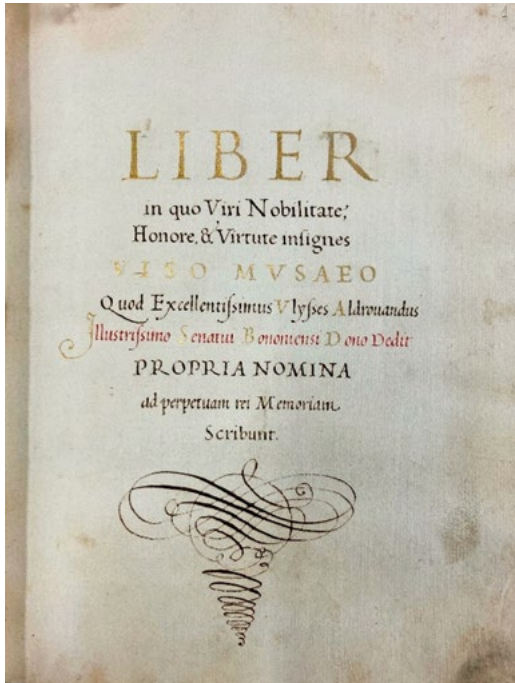 LIBER
in quo Viri Nobilitate,
Honore, & Virtute insignes
VISO MVSAEO
Quod Excellentissimus Vlysses Aldrouandus
Illustrissimo Senatui Bononiensi Dono Dedit
PROPRIA NOMINA
ad perpetuam rei Memoriam
Scribunt.